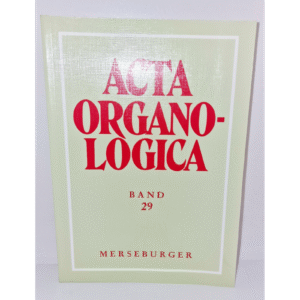 ACTA
ORGANO-
LOGICA
BAND
29
MERSEBURGER